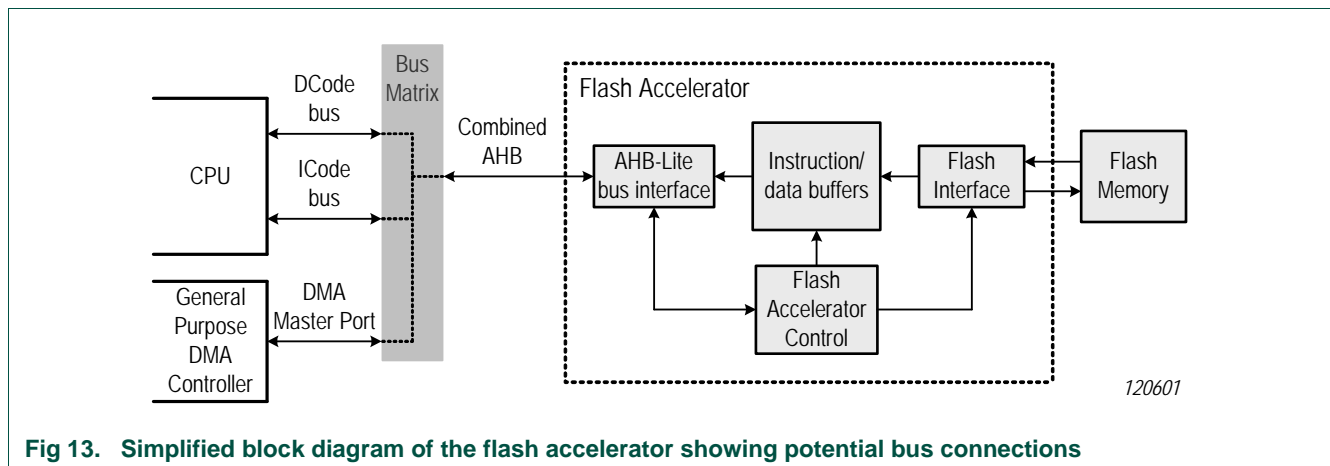 Bus
Matrix
DCode
bus
Combined
AHB
ICode
bus
CPU
General
Purpose
DMA
Controller
DMA
Master Port
Flash Accelerator
AHB-Lite
bus interface
Instruction/
data buffers
Flash
Interface
Flash
Memory
Flash
Accelerator
Control
120601
Fig 13. Simplified block diagram of the flash accelerator showing potential bus connections